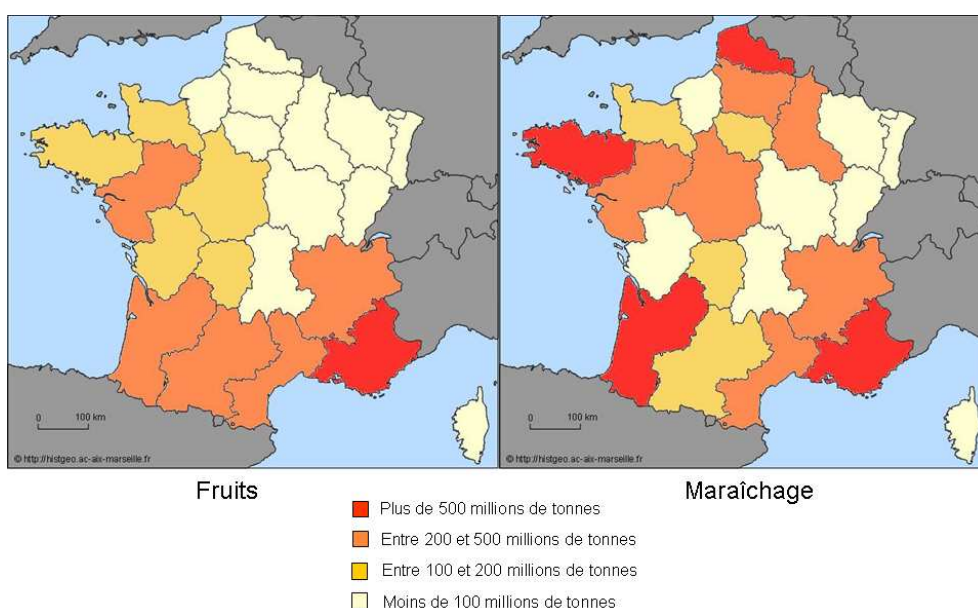 0 100 km
© http://histgeo.ac-aix-marseille.fr
0 100 km
© http://histgeo.ac-aix-marseille.fr
Fruits
Maraîchage
Plus de 500 millions de tonnes
Entre 200 et 500 millions de tonnes
Entre 100 et 200 millions de tonnes
Moins de 100 millions de tonnes